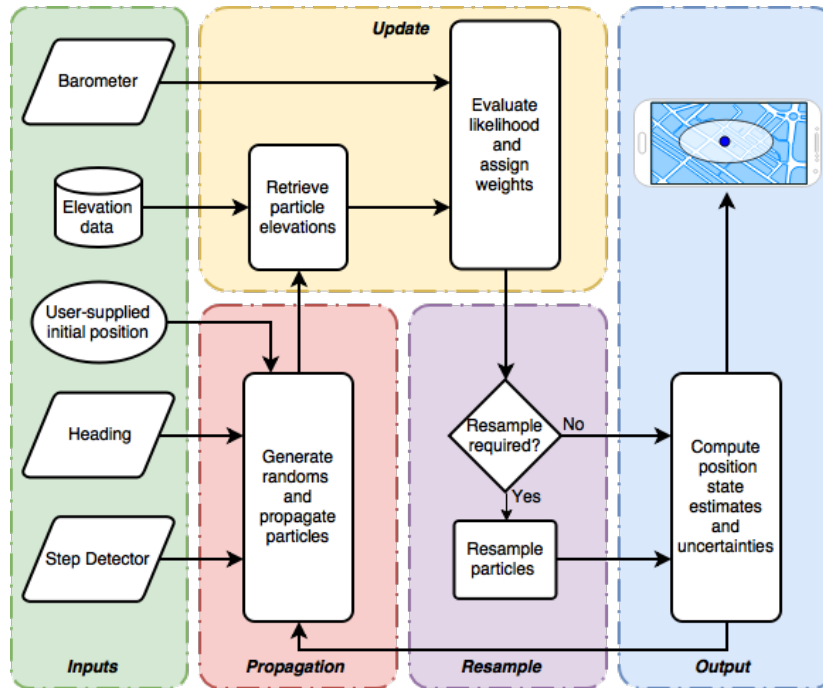 Update
Barometer
Evaluate
likelihood
and
assign
weights
Elevation
data
Retrieve
particle
elevations
User-supplied
initial position
Heading
Step Detector
Generate
randoms
and
propagate
particles
Resample
required?
No
Yes
Resample
particles
Compute
position
state
estimates
and
uncertainties
Inputs
Propagation
Resample
Output